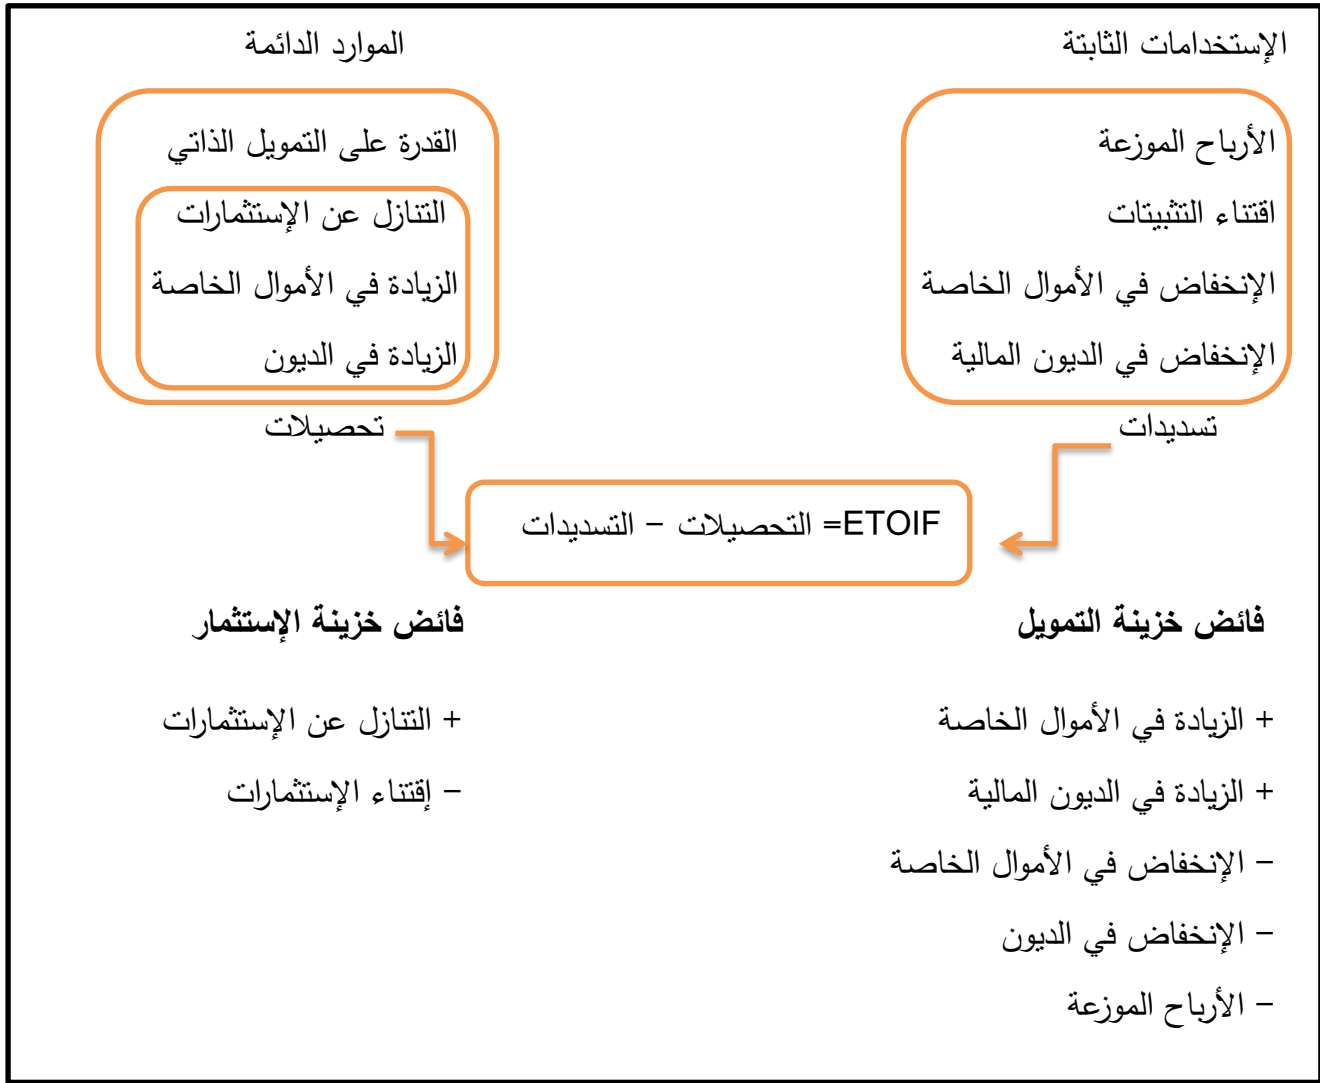 الإستخدامات الثابتة
الأرباح الموزعة
اقتناء التثبيتات
الإنخفاض في الأموال الخاصة
الإنخفاض في الديون المالية
تسديدات
الموارد الدائمة
القدرة على التمويل الذاتي
التنازل عن الإستثمارات
الزيادة في الأموال الخاصة
الزيادة في الديون
تحصيلات
ETOIF= التحصيلات – التسديدات
فائض خزينة التمويل
+ الزيادة في الأموال الخاصة
+ الزيادة في الديون المالية
– الإنخفاض في الأموال الخاصة
– الإنخفاض في الديون
– الأرباح الموزعة
فائض خزينة الإستثمار
+ التنازل عن الإستثمارات
– إقتناء الإستثمارات